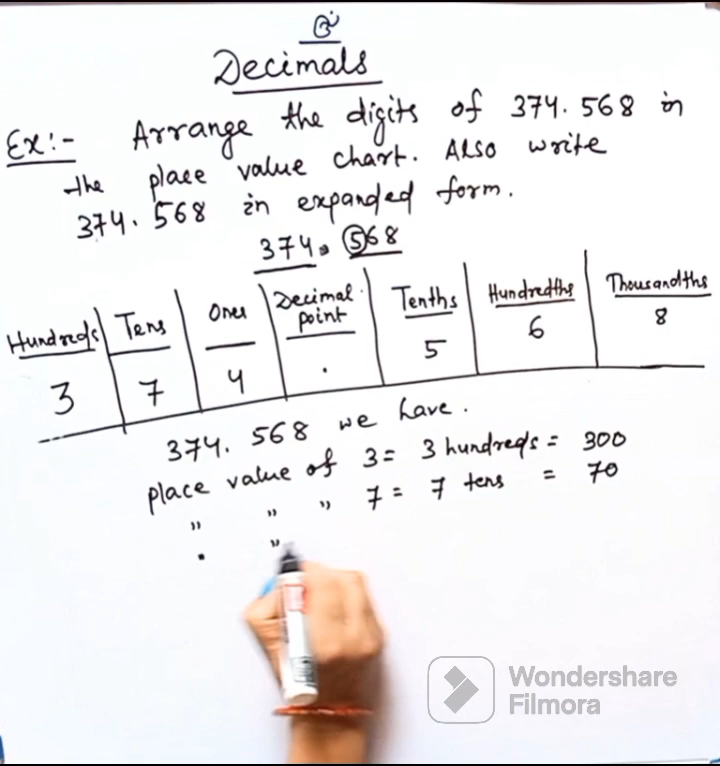 Decimals
Ex:- Arrange the digits of 374.568 in
the place value chart. Also write
374.568 in expanded form.
374.568
Hundreds Tens Ones Decimal point Tenths Hundredths Thousandths
3 7 4 . 5 6 8
374.568 we have.
place value of 3 = 3 hundreds = 300
" " " 7 = 7 tens = 70
" "
Wondershare
Filmora